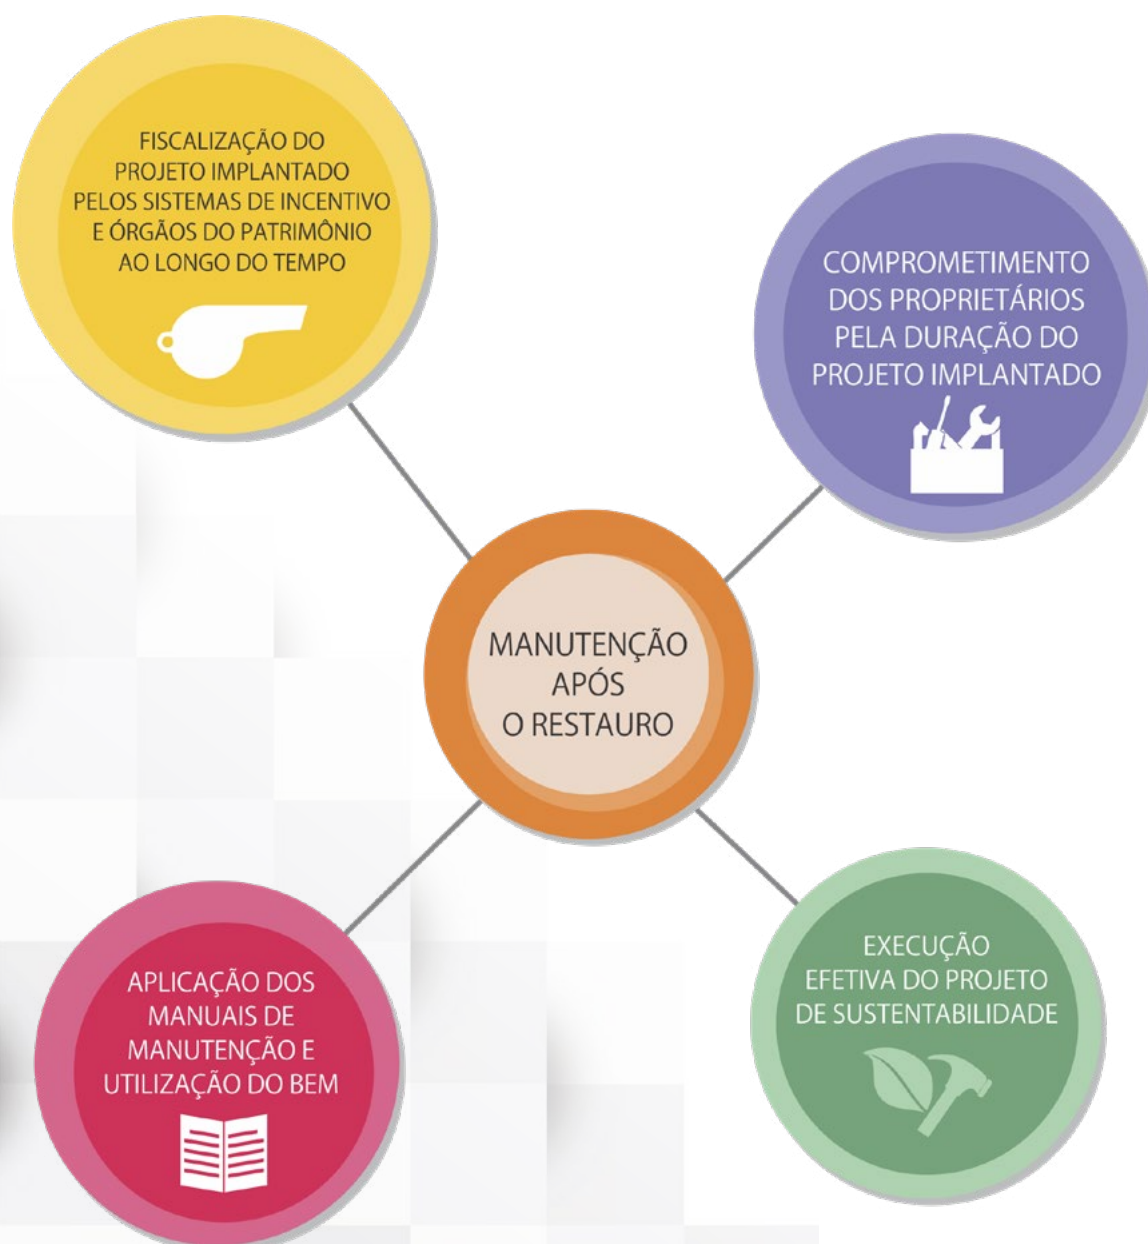 FISCALIZAÇÃO DO
PROJETO IMPLANTADO
PELOS SISTEMAS DE INCENTIVO
E ÓRGÃOS DO PATRIMÔNIO
AO LONGO DO TEMPO
COMPROMETIMENTO
DOS PROPRIETÁRIOS
PELA DURAÇÃO DO
PROJETO IMPLANTADO
MANUTENÇÃO
APÓS
O RESTAURO
APLICAÇÃO DOS
MANUAIS DE
MANUTENÇÃO E
UTILIZAÇÃO DO BEM
EXECUÇÃO
EFETIVA DO PROJETO
DE SUSTENTABILIDADE